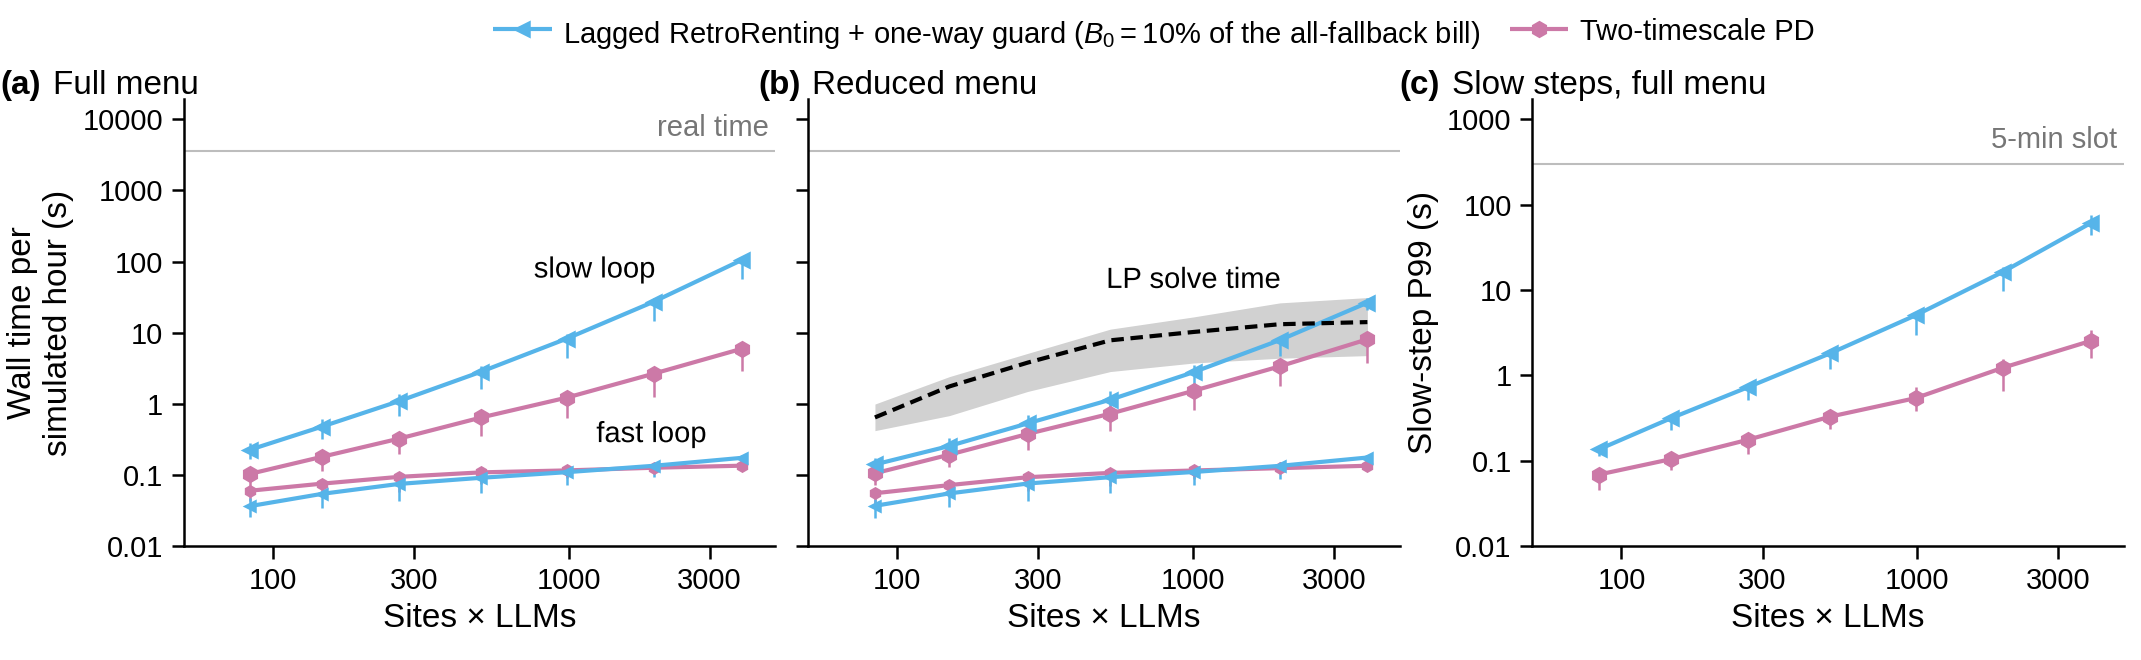 Lagged RetroRenting + one-way guard (B₀ = 10% of the all-fallback bill) Two-timescale PD
(a) Full menu
Wall time per
simulated hour (s)
10000
1000
100
10
1
0.1
0.01
real time
slow loop
fast loop
100 300 1000 3000
Sites × LLMs
(b) Reduced menu
LP solve time
100 300 1000 3000
Sites × LLMs
(c) Slow steps, full menu
Slow-step P99 (s)
1000
100
10
1
0.1
0.01
5-min slot
100 300 1000 3000
Sites × LLMs